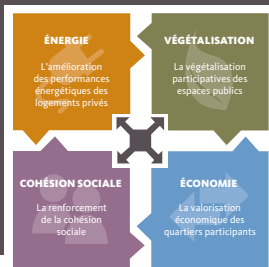 ÉNERGIE
L'amélioration
des performances
énergétiques des
logements privés
VÉGÉTALISATION
La végétalisation
participatives des
espaces publics
COHÉSION SOCIALE
La renforcement
de la cohésion
sociale
ÉCONOMIE
La valorisation
économique des
quartiers participants